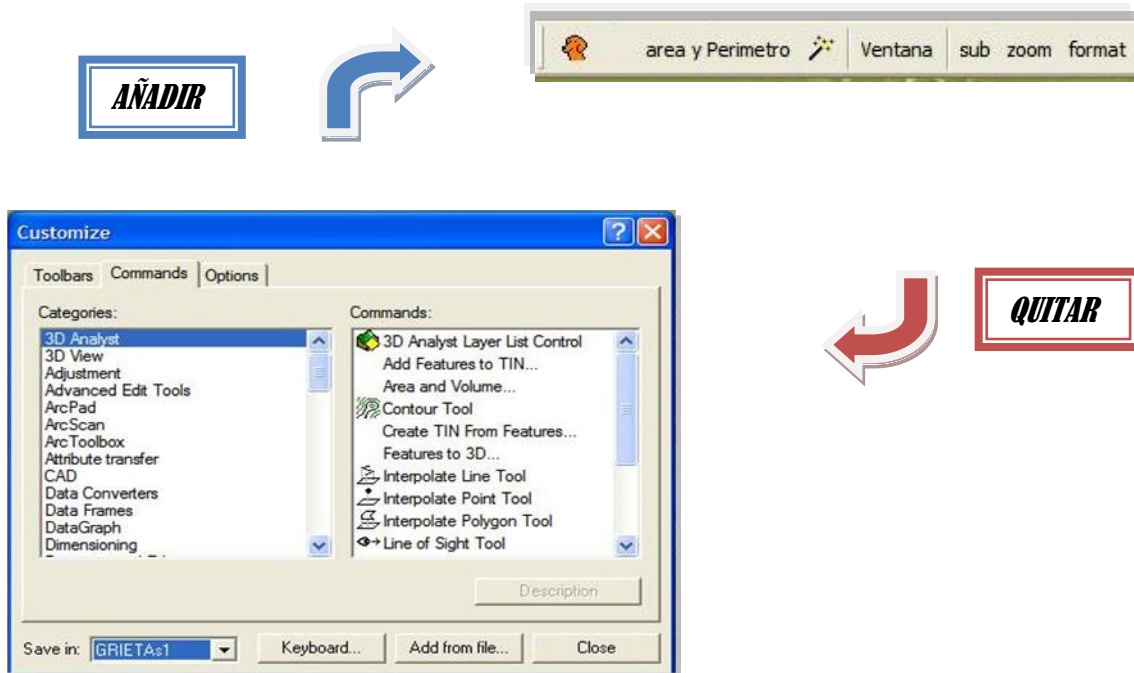 area y Perimetro Ventana sub zoom format
AÑADIR
Customize
Toolbars Commands Options
Categories:
3D Analyst
3D View
Adjustment
Advanced Edit Tools
ArcPad
ArcScan
ArcToolbox
Attribute transfer
CAD
Data Converters
Data Frames
DataGraph
Dimensioning
Commands:
3D Analyst Layer List Control
Add Features to TIN...
Area and Volume...
Contour Tool
Create TIN From Features...
Features to 3D...
Interpolate Line Tool
Interpolate Point Tool
Interpolate Polygon Tool
Line of Sight Tool
Description
Save in: GRIETAs1 Keyboard... Add from file... Close
QUITAR